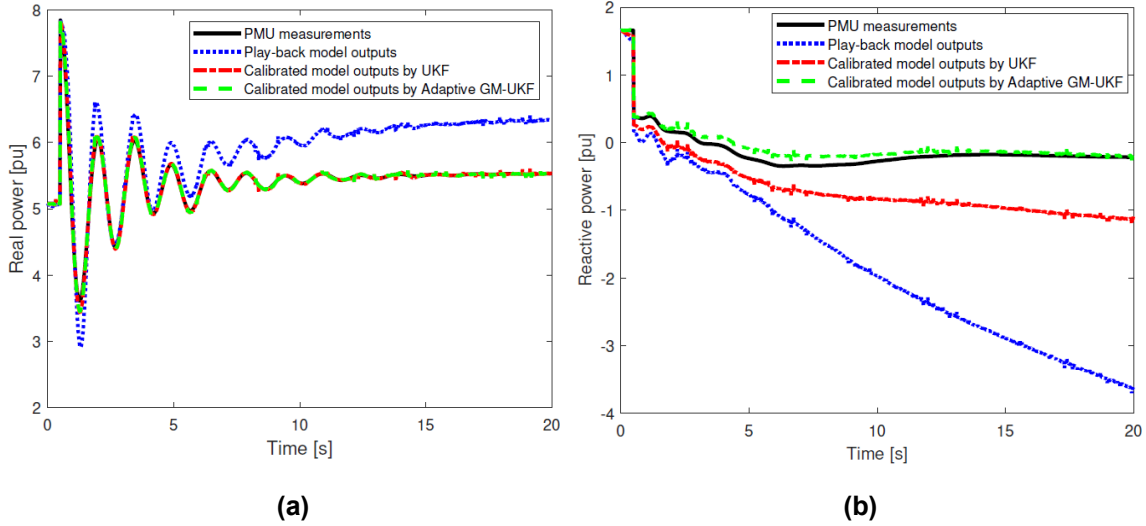 8
7
6
5
4
3
2
Real power [pu]
PMU measurements
Play-back model outputs
Calibrated model outputs by UKF
Calibrated model outputs by Adaptive GM-UKF
0 5 10 15 20
Time [s]
(a)
2
1
0
-1
-2
-3
-4
Reactive power [pu]
PMU measurements
Play-back model outputs
Calibrated model outputs by UKF
Calibrated model outputs by Adaptive GM-UKF
0 5 10 15 20
Time [s]
(b)